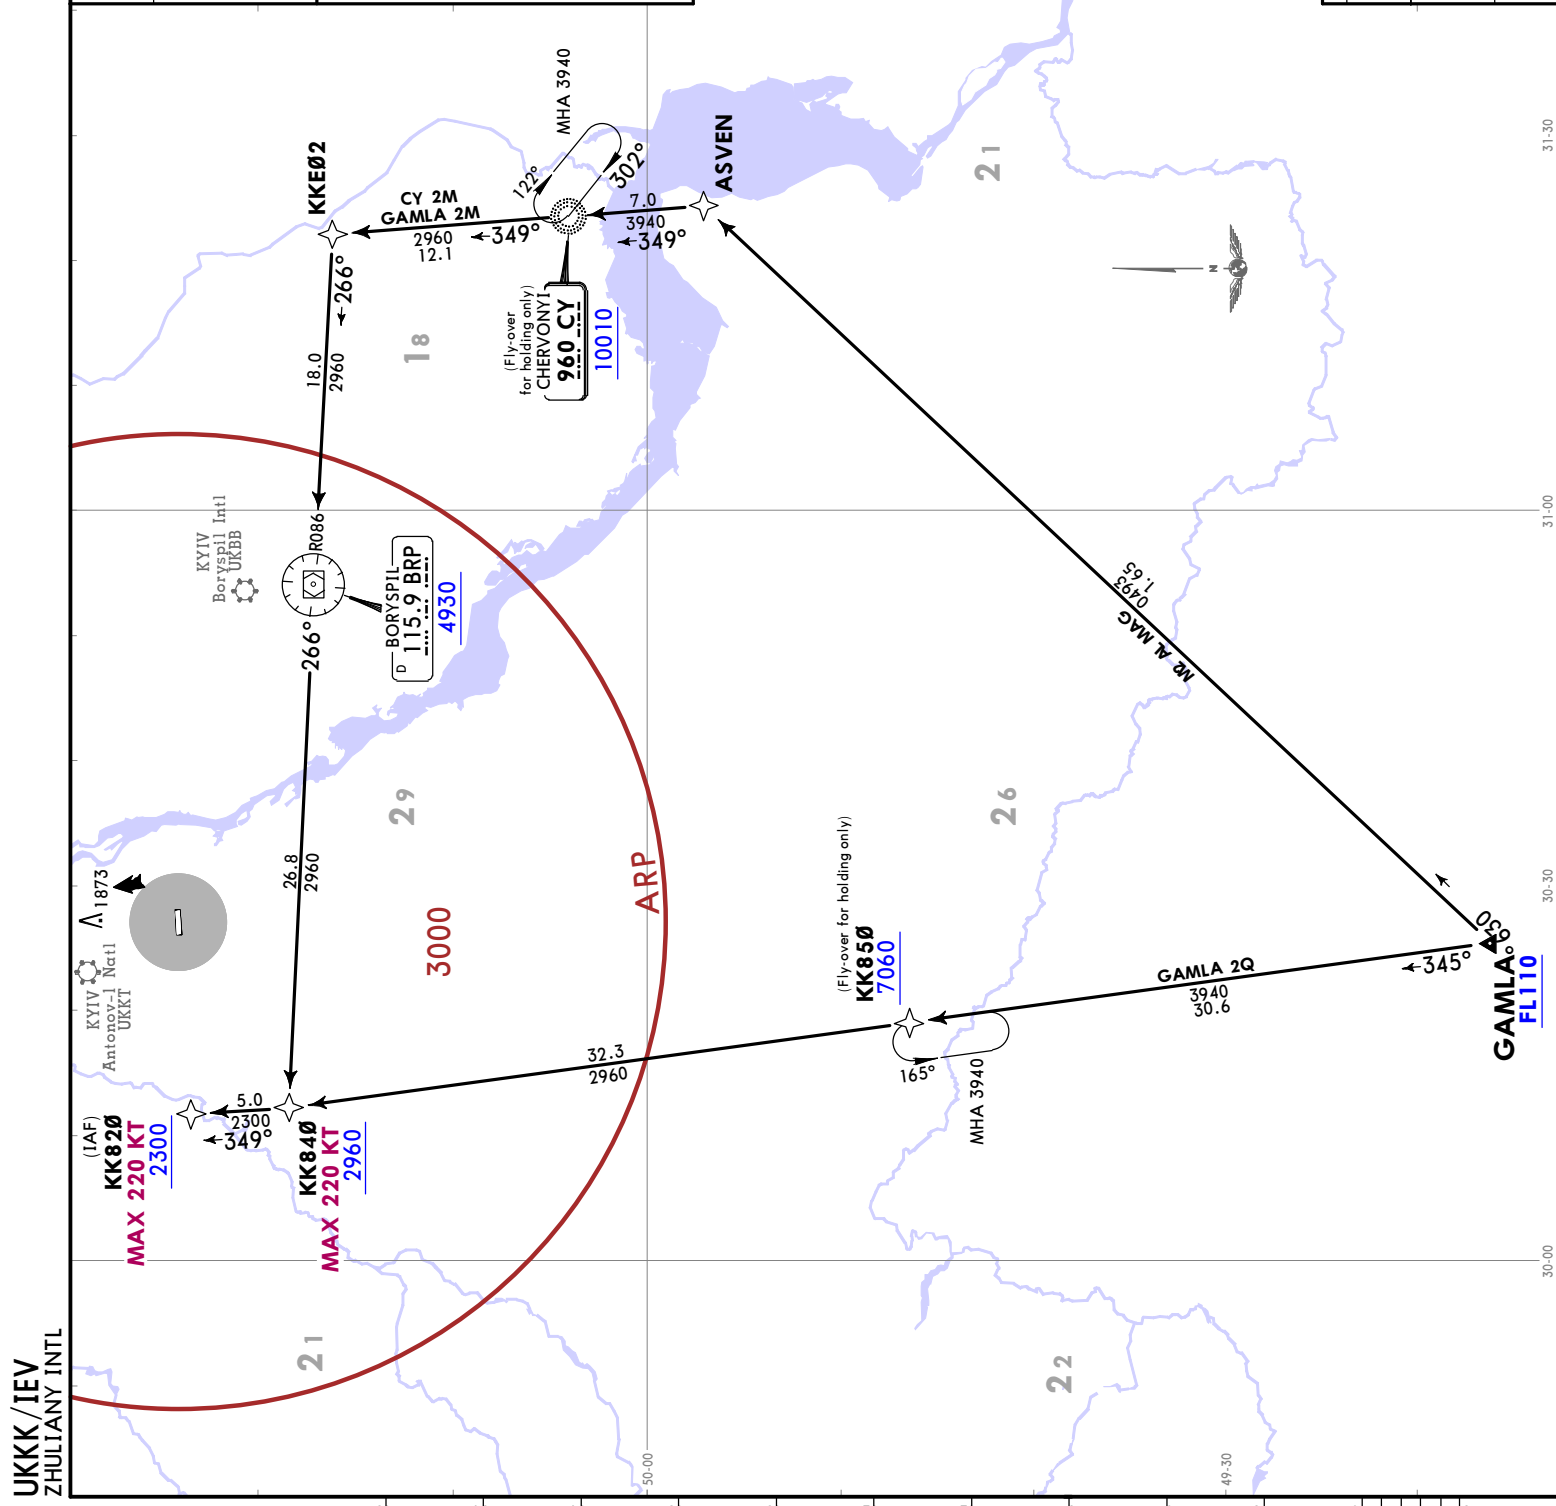 UKKK/IEV
ZHULIANY INTL
KKEØ2
CY 2M
GAMLA 2M
2960
12.1
←349°
MHA 3940
122°
302°
7.0
3940
←349°
ASVEN
21
31-30
←266°
18.0
2960
18
(Fly-over
for holding only)
CHERVONYI
960 CY
10010
N
KYIV
Boryspil Intl
UKBB
R086
266°
D
BORYSPIL
115.9 BRP
4930
31-00
0493
1.65
M2 AL MAG
26.8
2960
29
26
1873
KYIV
Antonov-1 Natl
UKKT
3000
ARP
(Fly-over for holding only)
KK85Ø
7060
165°
MHA 3940
GAMLA 2Q
3940
30.6
←345°
30-30
°630
GAMLA
FL110
32.3
2960
5.0
2300
←349°
(IAF)
KK82Ø
MAX 220 KT
2300
KK84Ø
MAX 220 KT
2960
21
22
30-00
50-00
49-30